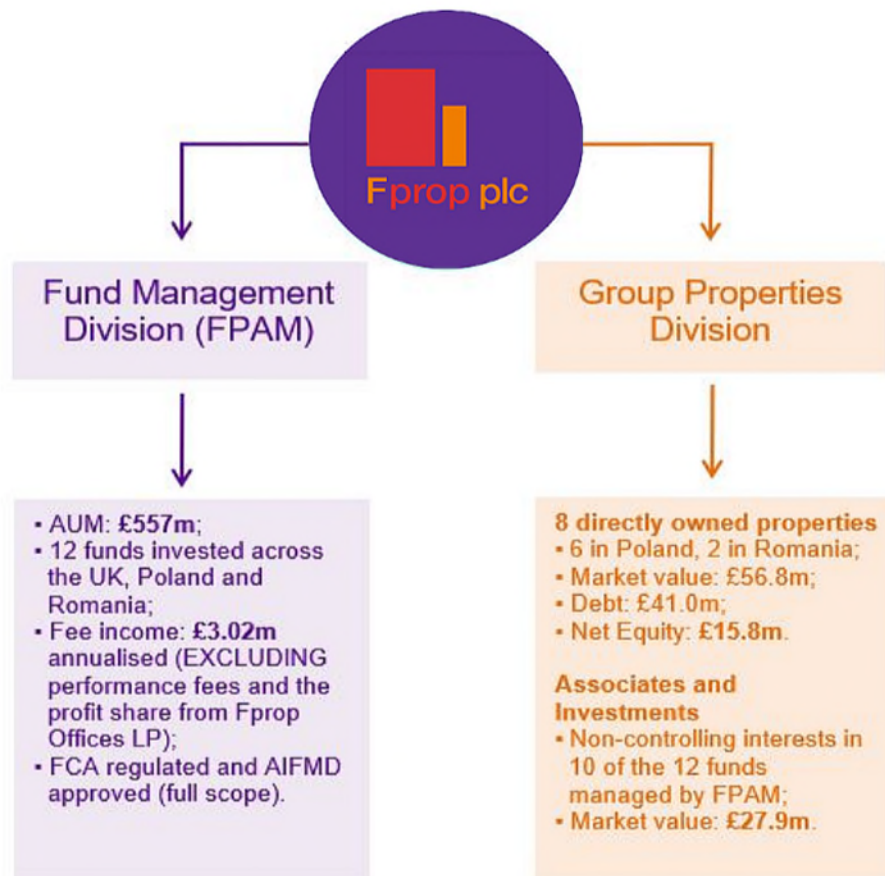 Fprop plc
Fund Management
Division (FPAM)
▪ AUM: £557m;
▪ 12 funds invested across
the UK, Poland and
Romania;
▪ Fee income: £3.02m
annualised (EXCLUDING
performance fees and the
profit share from Fprop
Offices LP);
▪ FCA regulated and AIFMD
approved (full scope).
Group Properties
Division
8 directly owned properties
▪ 6 in Poland, 2 in Romania;
▪ Market value: £56.8m;
▪ Debt: £41.0m;
▪ Net Equity: £15.8m.
Associates and
Investments
▪ Non-controlling interests in
10 of the 12 funds
managed by FPAM;
▪ Market value: £27.9m.